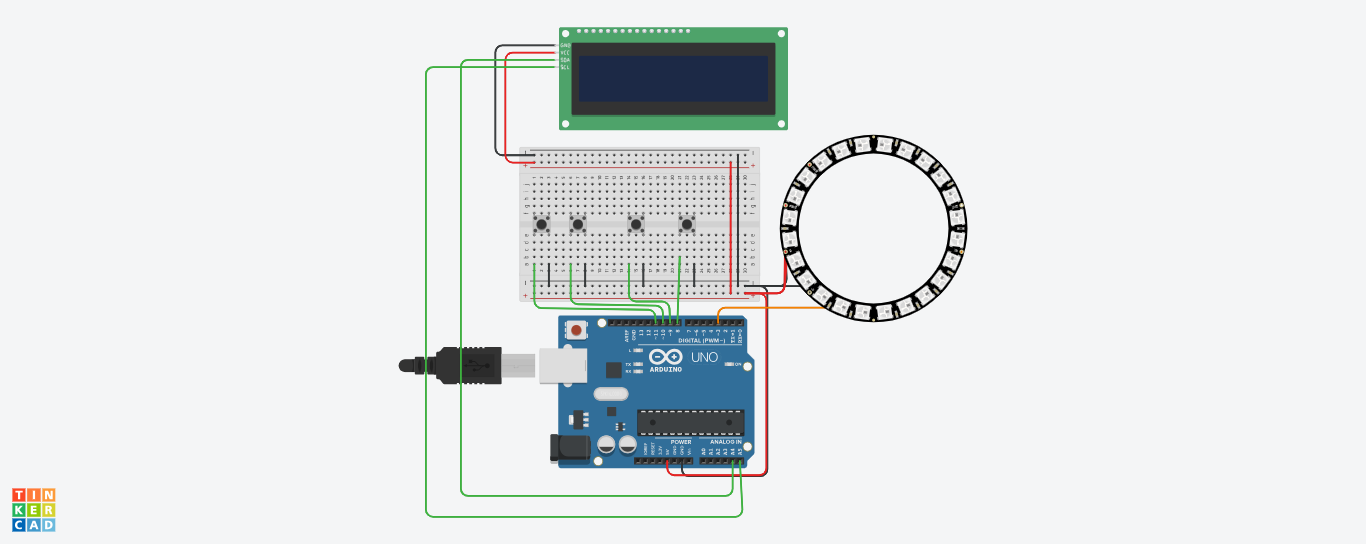 GND
VCC
SDA
SCL
AREF
GND
13
12
~11
~10
~9
8
7
~6
~5
4
~3
2
TX→1
RX←0
DIGITAL (PWM~)
L
TX
RX
UNO
ARDUINO
ON
POWER
ANALOG IN
IOREF
RESET
3.3V
5V
GND
GND
Vin
A0
A1
A2
A3
A4
A5
TIN
KER
CAD